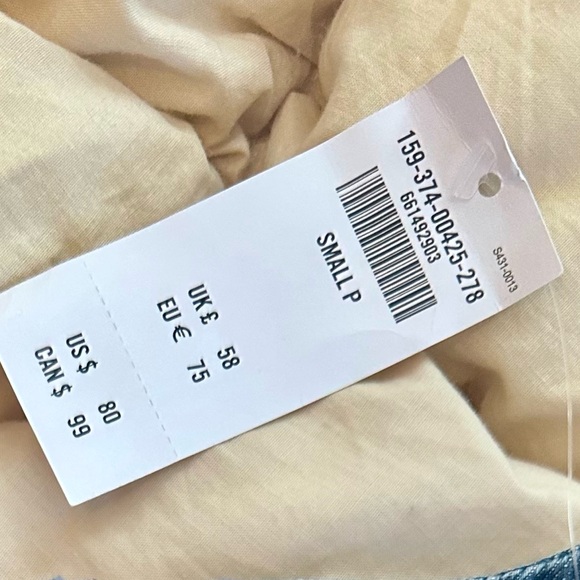 S431-0013
159-374-00425-278
661492903
SMALL P
UK £ 58
EU € 75
US $ 80
CAN $ 99